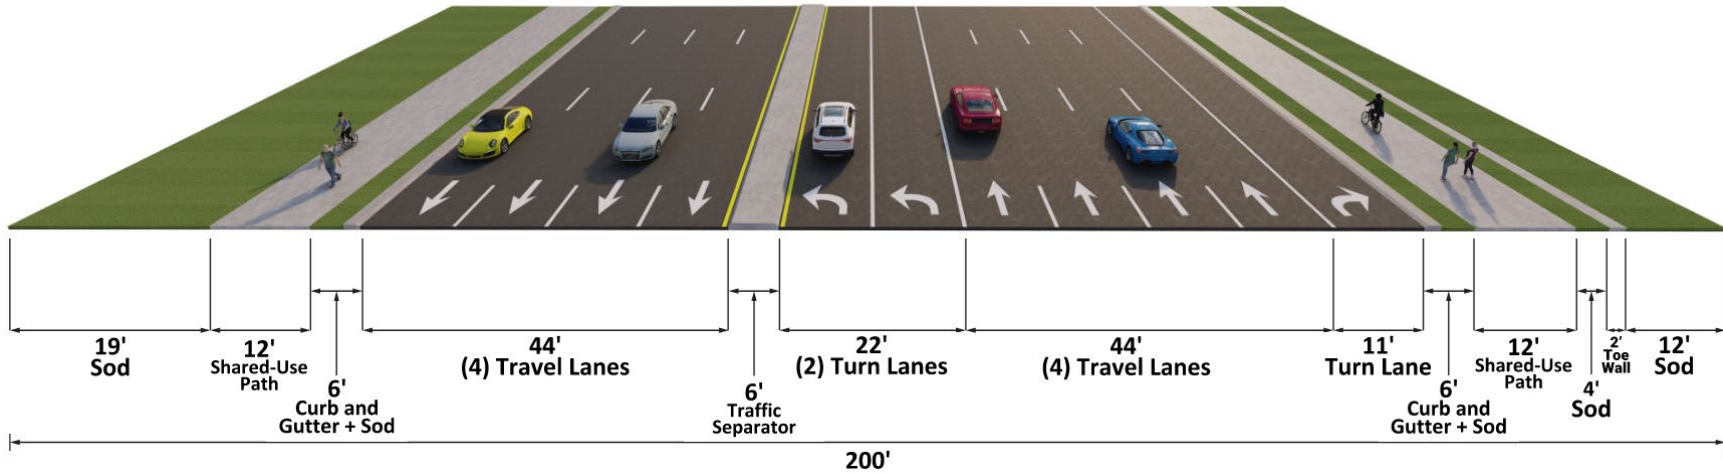 19'
Sod
12'
Shared-Use
Path
6'
Curb and
Gutter + Sod
44'
(4) Travel Lanes
6'
Traffic
Separator
22'
(2) Turn Lanes
44'
(4) Travel Lanes
11'
Turn Lane
6'
Curb and
Gutter + Sod
12'
Shared-Use
Path
4'
Sod
2'
Toe
Wall
12'
Sod
200'